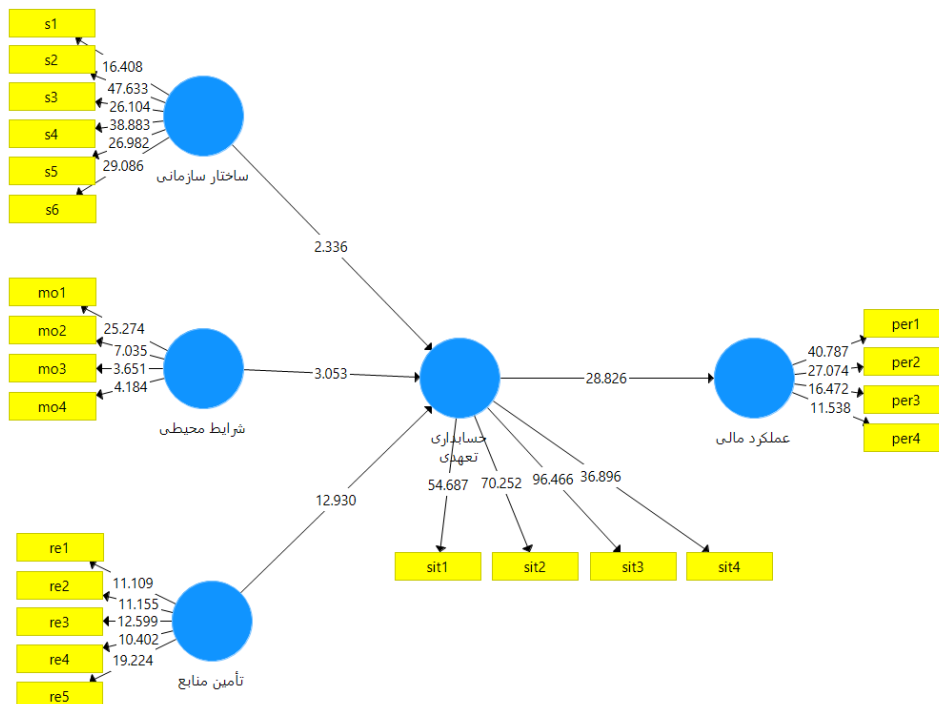 s1
s2
s3
s4
s5
s6
16.408
47.633
26.104
38.883
26.982
29.086
ساختار سازمانی
2.336
mo1
mo2
mo3
mo4
25.274
7.035
3.651
4.184
شرایط محیطی
3.053
re1
re2
re3
re4
re5
11.109
11.155
12.599
10.402
19.224
تأمین منابع
12.930
حسابداری
تعهدی
54.687
70.252
96.466
36.896
sit1
sit2
sit3
sit4
28.826
عملکرد مالی
40.787
27.074
16.472
11.538
per1
per2
per3
per4